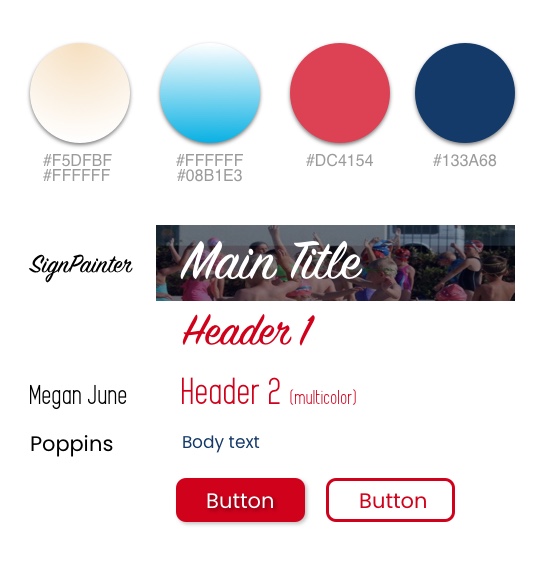 #F5DFBF
#FFFFFF
#FFFFFF
#08B1E3
#DC4154
#133A68
SignPainter
Main Title
Header 1
Megan June
Header 2 (multicolor)
Poppins
Body text
Button
Button